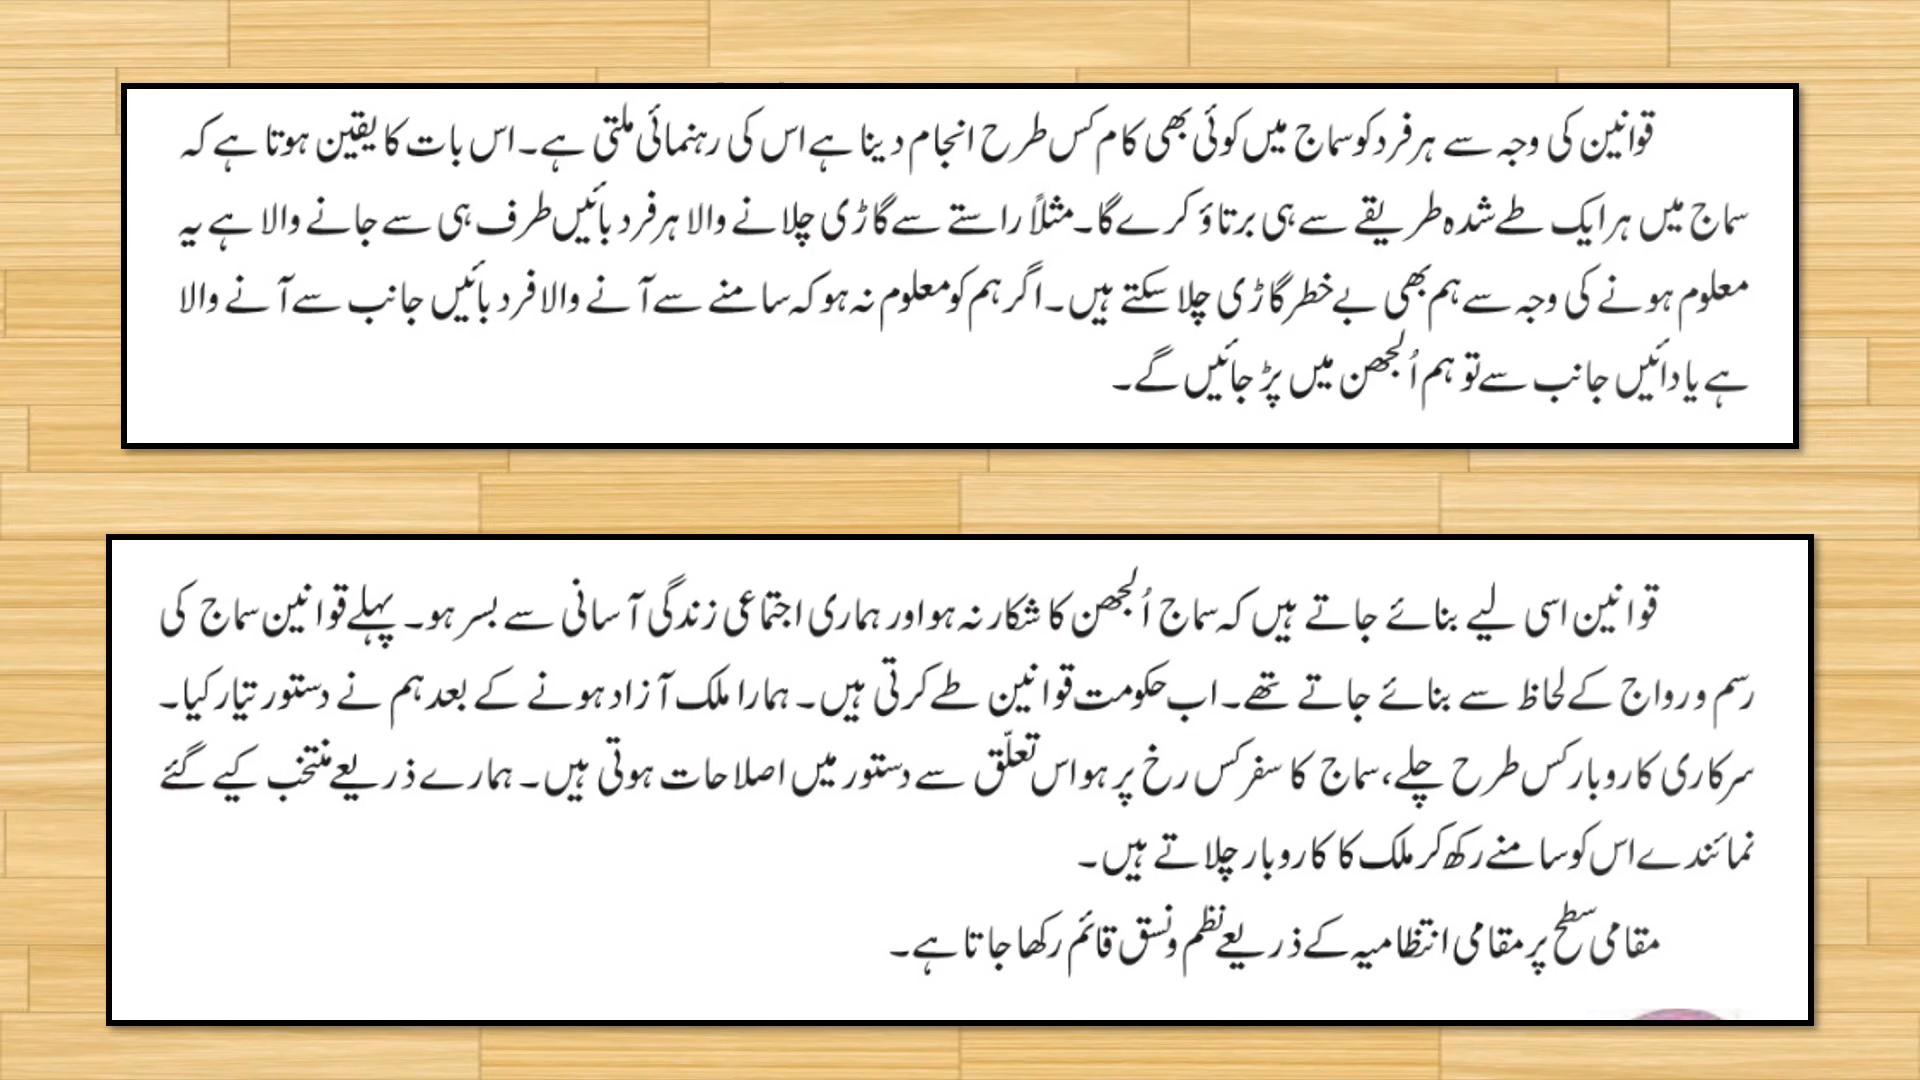 قوانین کی وجہ سے ہر فرد کو سماج میں کوئی بھی کام کس طرح انجام دینا ہے اس کی رہنمائی ملتی ہے۔ اس بات کا یقین ہوتا ہے کہ
سماج میں ہر ایک طے شدہ طریقے سے ہی برتاؤ کرے گا۔ مثلاً راستے سے گاڑی چلانے والا ہر فرد بائیں طرف ہی سے جانے والا ہے یہ
معلوم ہونے کی وجہ سے ہم بھی بے خطر گاڑی چلا سکتے ہیں۔ اگر ہم کو معلوم نہ ہو کہ سامنے سے آنے والا فرد بائیں جانب سے آنے والا
ہے یا دائیں جانب سے تو ہم اُلجھن میں پڑ جائیں گے۔
قوانین اسی لیے بنائے جاتے ہیں کہ سماج اُلجھن کا شکار نہ ہو اور ہماری اجتماعی زندگی آسانی سے بسر ہو۔ پہلے قوانین سماج کی
رسم و رواج کے لحاظ سے بنائے جاتے تھے۔ اب حکومت قوانین طے کرتی ہیں۔ ہمارا ملک آزاد ہونے کے بعد ہم نے دستور تیار کیا۔
سرکاری کاروبار کس طرح چلے، سماج کا سفر کس رخ پر ہو اس تعلّق سے دستور میں اصلاحات ہوتی ہیں۔ ہمارے ذریعے منتخب کیے گئے
نمائندے اس کو سامنے رکھ کر ملک کا کاروبار چلاتے ہیں۔
مقامی سطح پر مقامی انتظامیہ کے ذریعے نظم و نسق قائم رکھا جاتا ہے۔